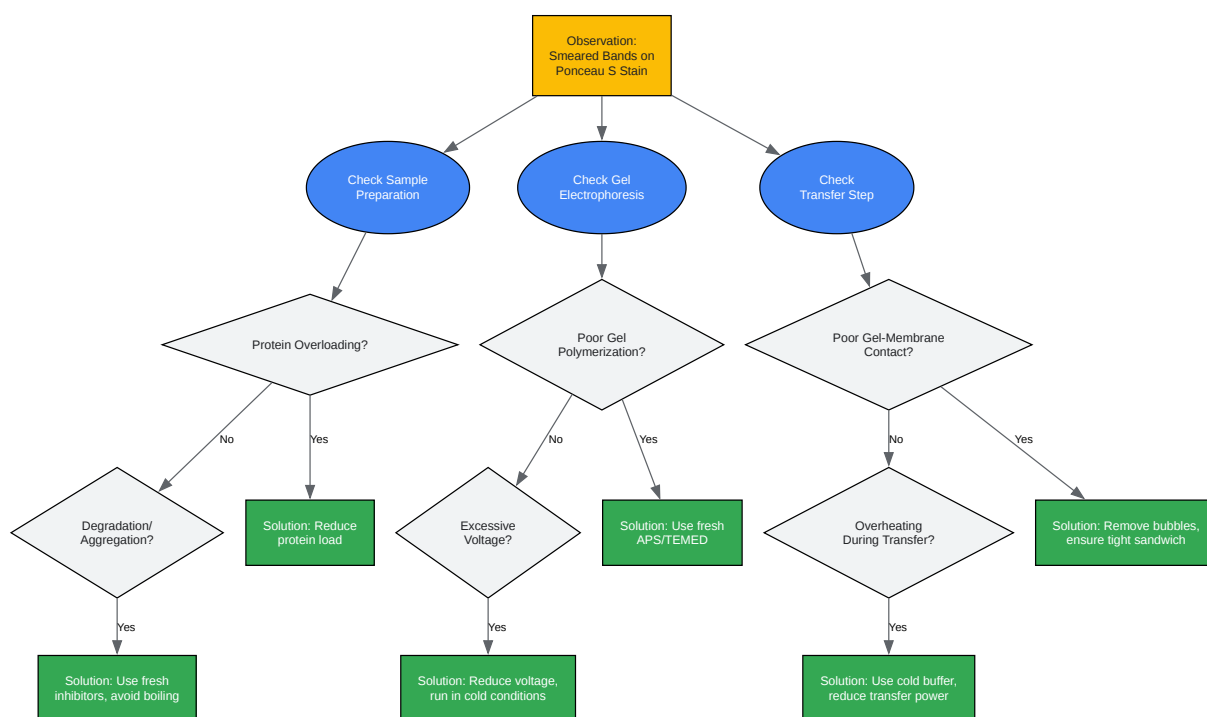 Observation:
Smeared Bands on
Ponceau S Stain
Check Sample
Preparation
Check Gel
Electrophoresis
Check
Transfer Step
Protein Overloading?
Poor Gel
Polymerization?
Poor Gel-Membrane
Contact?
No
Yes
No
Yes
No
Yes
Degradation/
Aggregation?
Solution: Reduce
protein load
Excessive
Voltage?
Solution: Use fresh
APS/TEMED
Overheating
During Transfer?
Solution: Remove bubbles,
ensure tight sandwich
Yes
Yes
Yes
Solution: Use fresh
inhibitors, avoid boiling
Solution: Reduce voltage,
run in cold conditions
Solution: Use cold buffer,
reduce transfer power